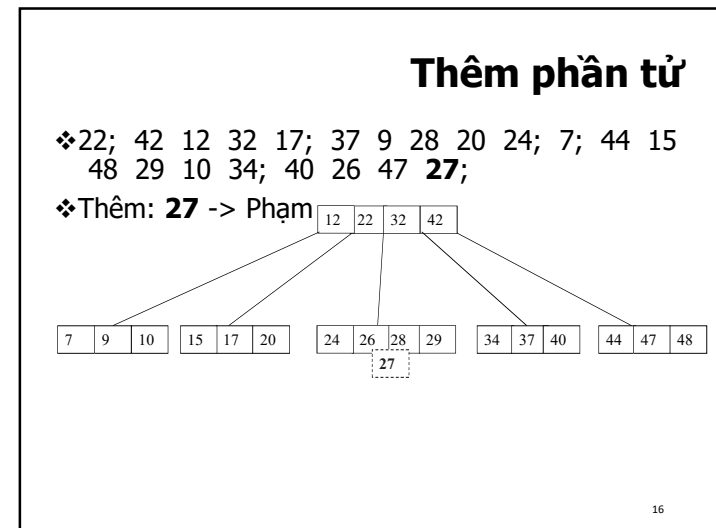 Thêm phần tử
❖22; 42 12 32 17; 37 9 28 20 24; 7; 44 15
48 29 10 34; 40 26 47 27;
❖Thêm: 27 -> Phạm
12 22 32 42
7 9 10 15 17 20 24 26 28 29 34 37 40 44 47 48
27
16